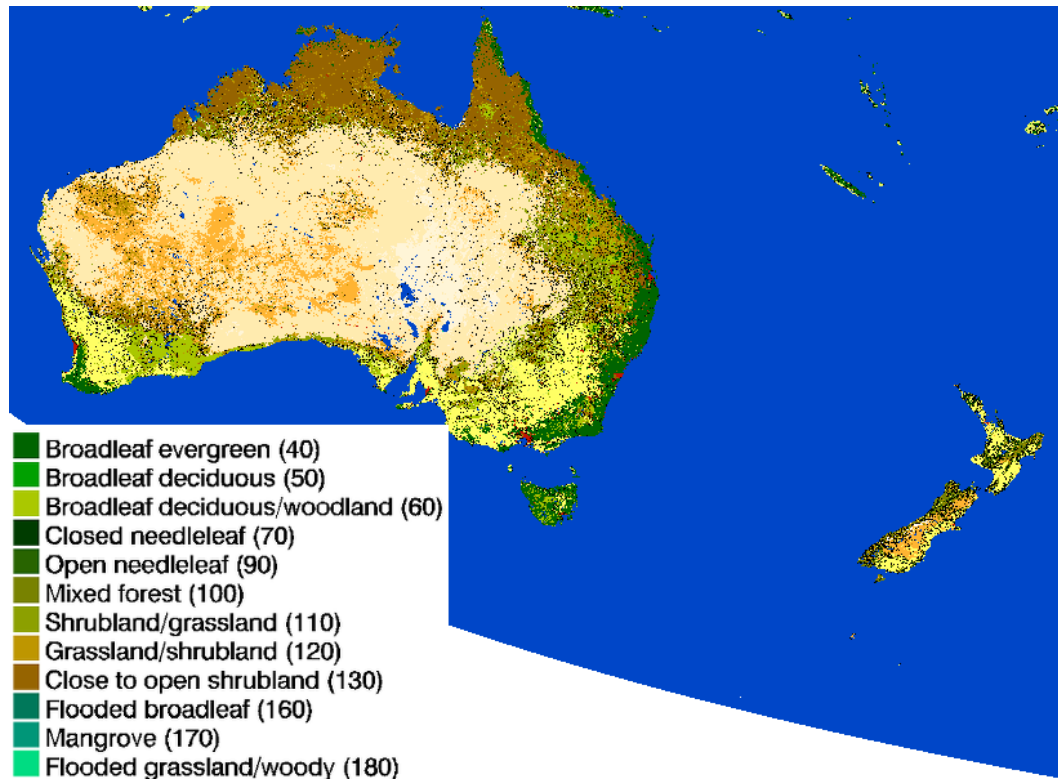 Broadleaf evergreen (40)
Broadleaf deciduous (50)
Broadleaf deciduous/woodland (60)
Closed needleleaf (70)
Open needleleaf (90)
Mixed forest (100)
Shrubland/grassland (110)
Grassland/shrubland (120)
Close to open shrubland (130)
Flooded broadleaf (160)
Mangrove (170)
Flooded grassland/woody (180)